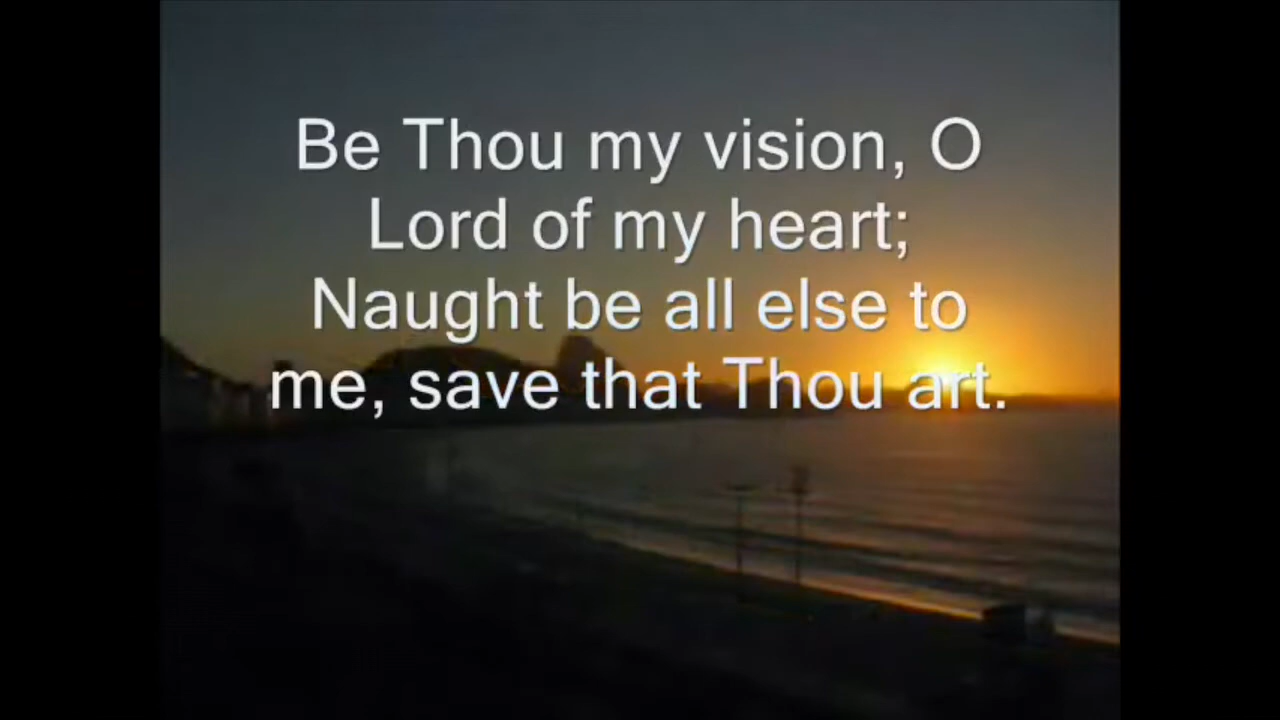 Be Thou my vision, O
Lord of my heart;
Naught be all else to
me, save that Thou art.